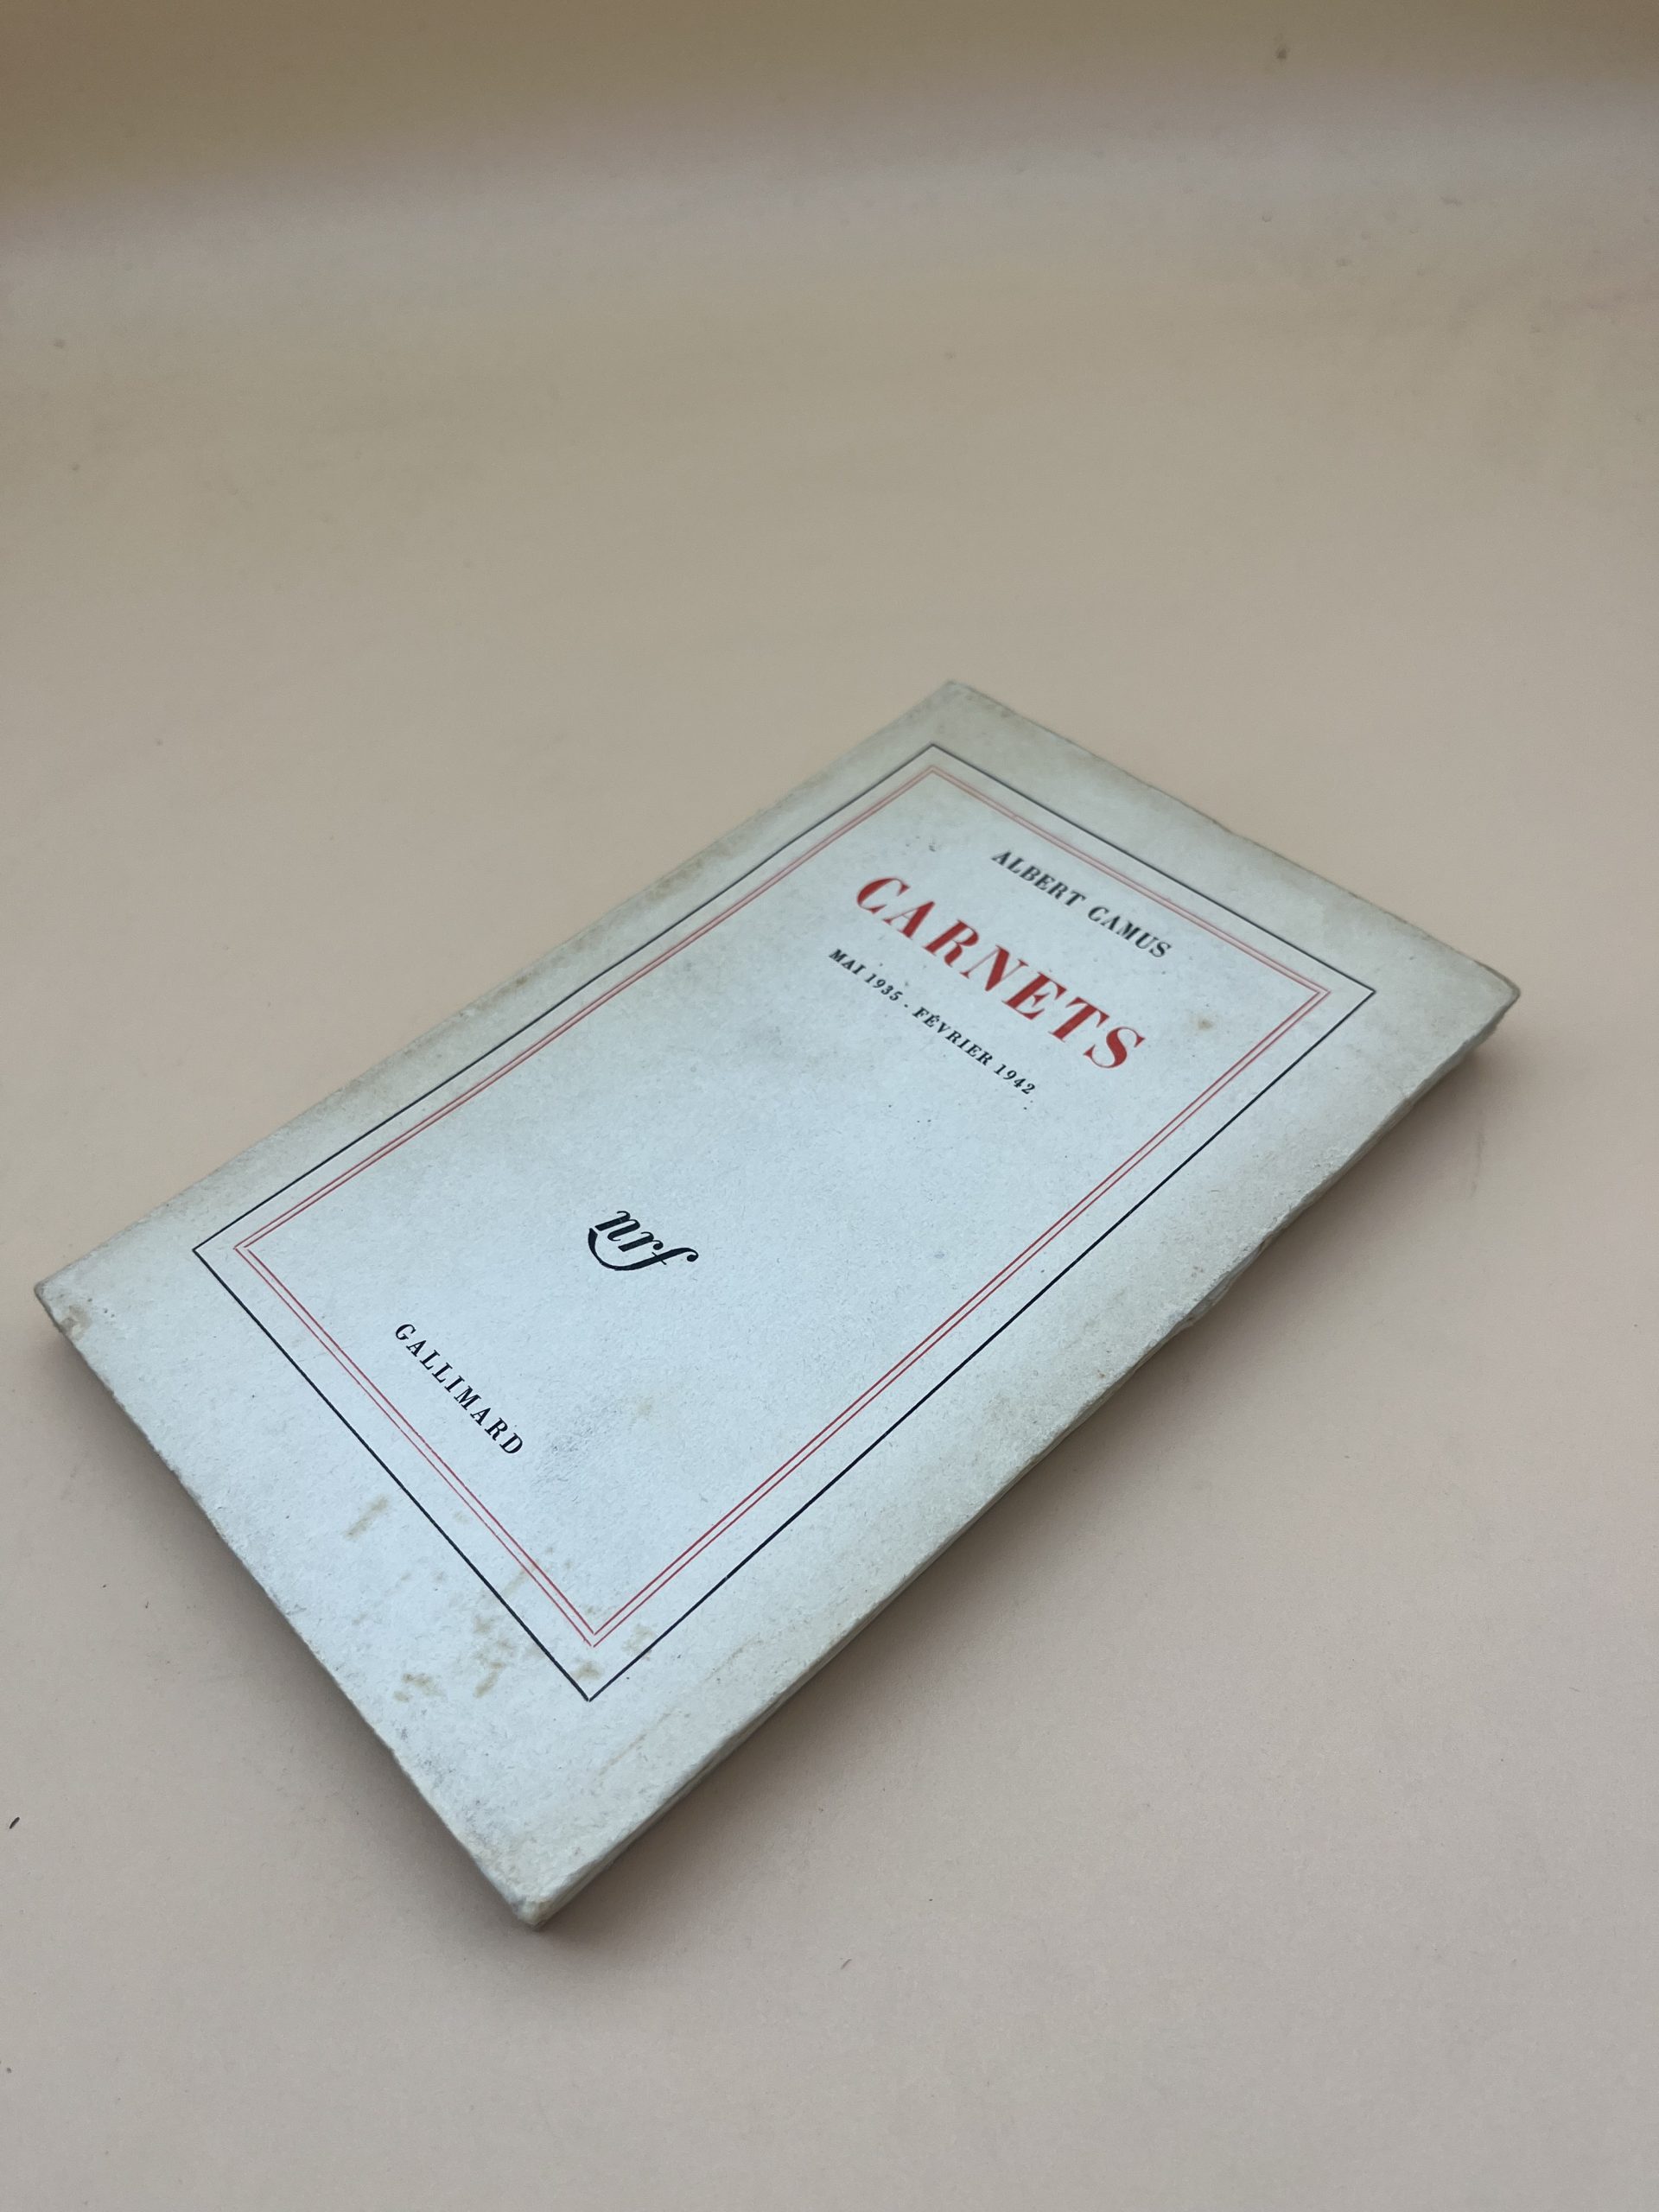 ALBERT CAMUS
CARNETS
MAI 1935 - FÉVRIER 1942
nrf
GALLIMARD